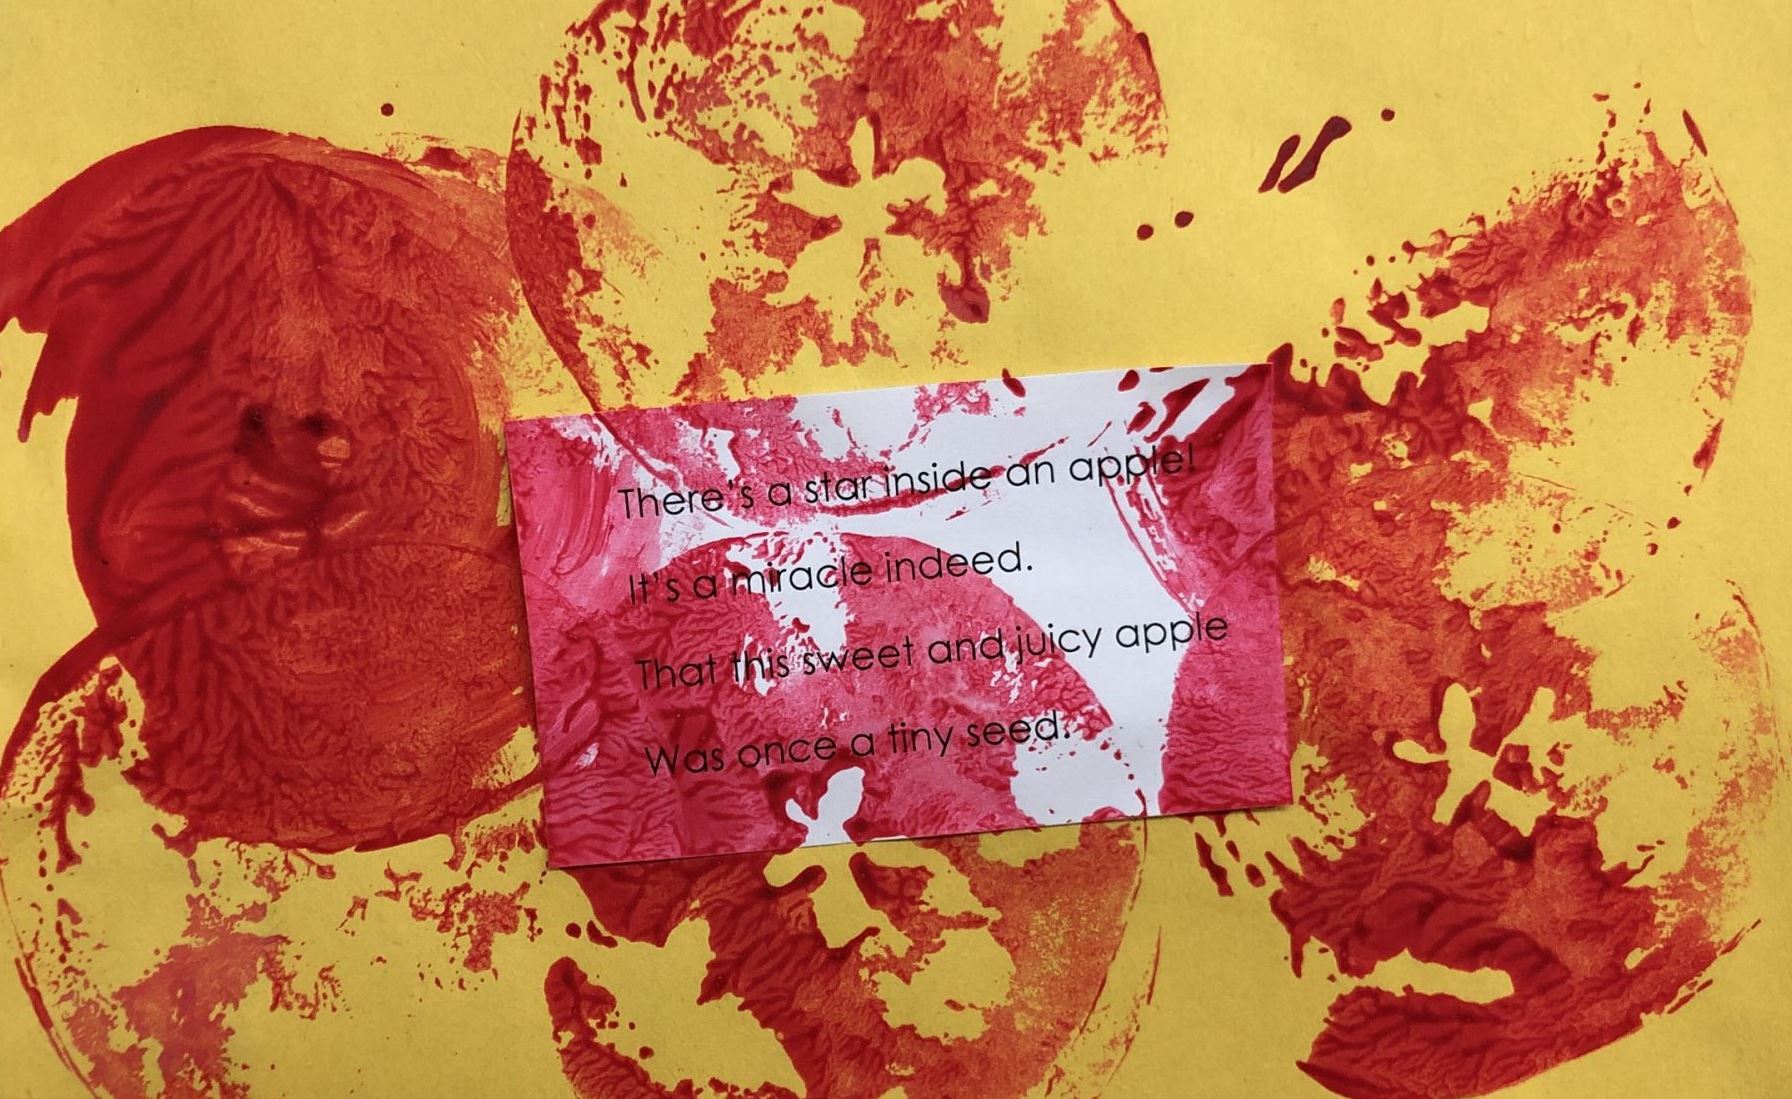 There's a star inside an apple!
It's a miracle indeed.
That this sweet and juicy apple
Was once a tiny seed.